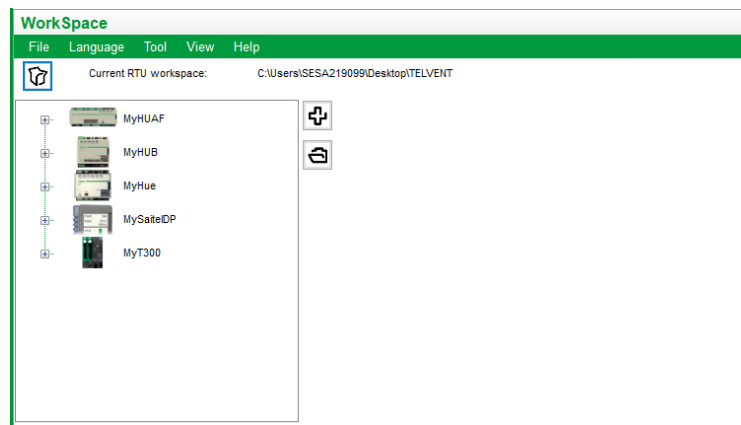 WorkSpace
File Language Tool View Help
Current RTU workspace: C:\Users\SESA219099\Desktop\TELVENT
MyHUAF
MyHUB
MyHue
MySaitelDP
MyT300